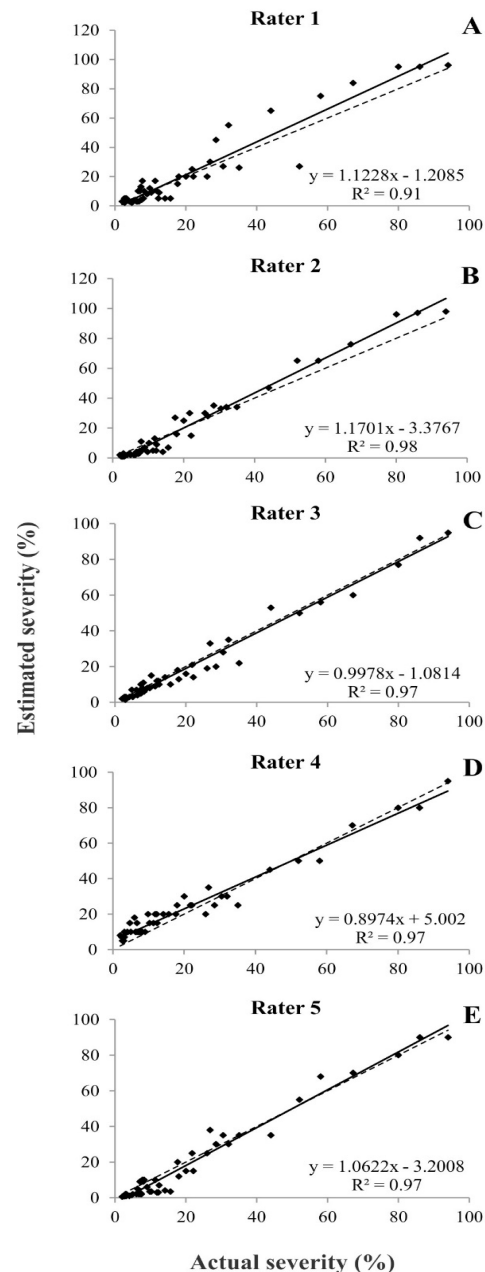 Rater 1
A
120
100
80
60
40
20
0
y = 1.1228x - 1.2085
R² = 0.91
0 20 40 60 80 100
Rater 2
B
120
100
80
60
40
20
0
y = 1.1701x - 3.3767
R² = 0.98
0 20 40 60 80 100
Rater 3
C
100
80
60
40
20
0
y = 0.9978x - 1.0814
R² = 0.97
0 20 40 60 80 100
Estimated severity (%)
Rater 4
D
100
80
60
40
20
0
y = 0.8974x + 5.002
R² = 0.97
0 20 40 60 80 100
Rater 5
E
100
80
60
40
20
0
y = 1.0622x - 3.2008
R² = 0.97
0 20 40 60 80 100
Actual severity (%)